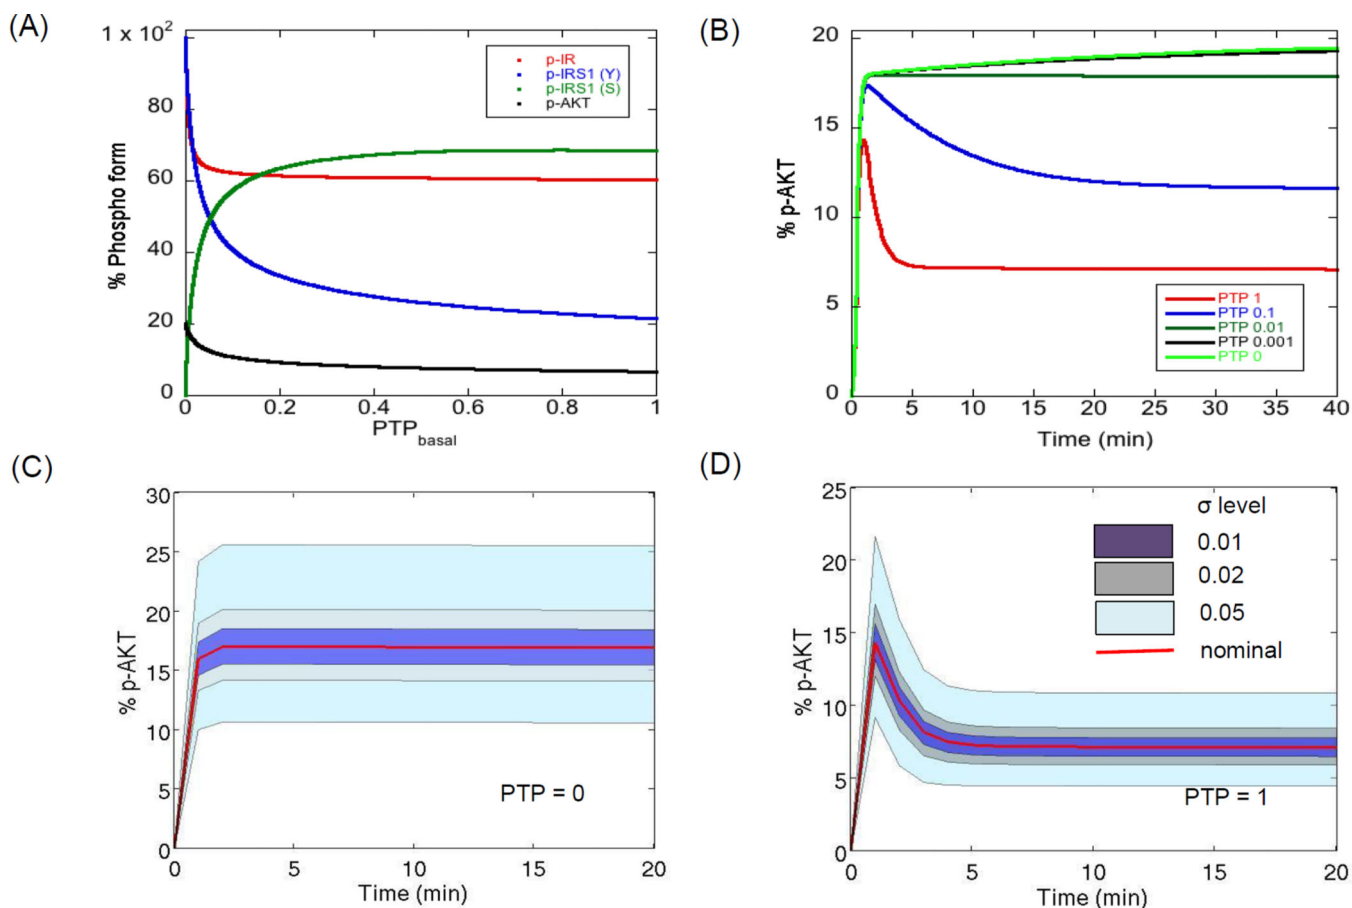 (A)
1 x 10²
80
60
40
20
0
% Phospho form
p-IR
p-IRS1 (Y)
p-IRS1 (S)
p-AKT
0 0.2 0.4 0.6 0.8 1
PTPbasal
(B)
20
15
10
5
0
% p-AKT
PTP 1
PTP 0.1
PTP 0.01
PTP 0.001
PTP 0
0 5 10 15 20 25 30 35 40
Time (min)
(C)
30
25
20
15
10
5
0
% p-AKT
PTP = 0
0 5 10 15 20
Time (min)
(D)
25
20
15
10
5
0
% p-AKT
σ level
0.01
0.02
0.05
nominal
PTP = 1
0 5 10 15 20
Time (min)